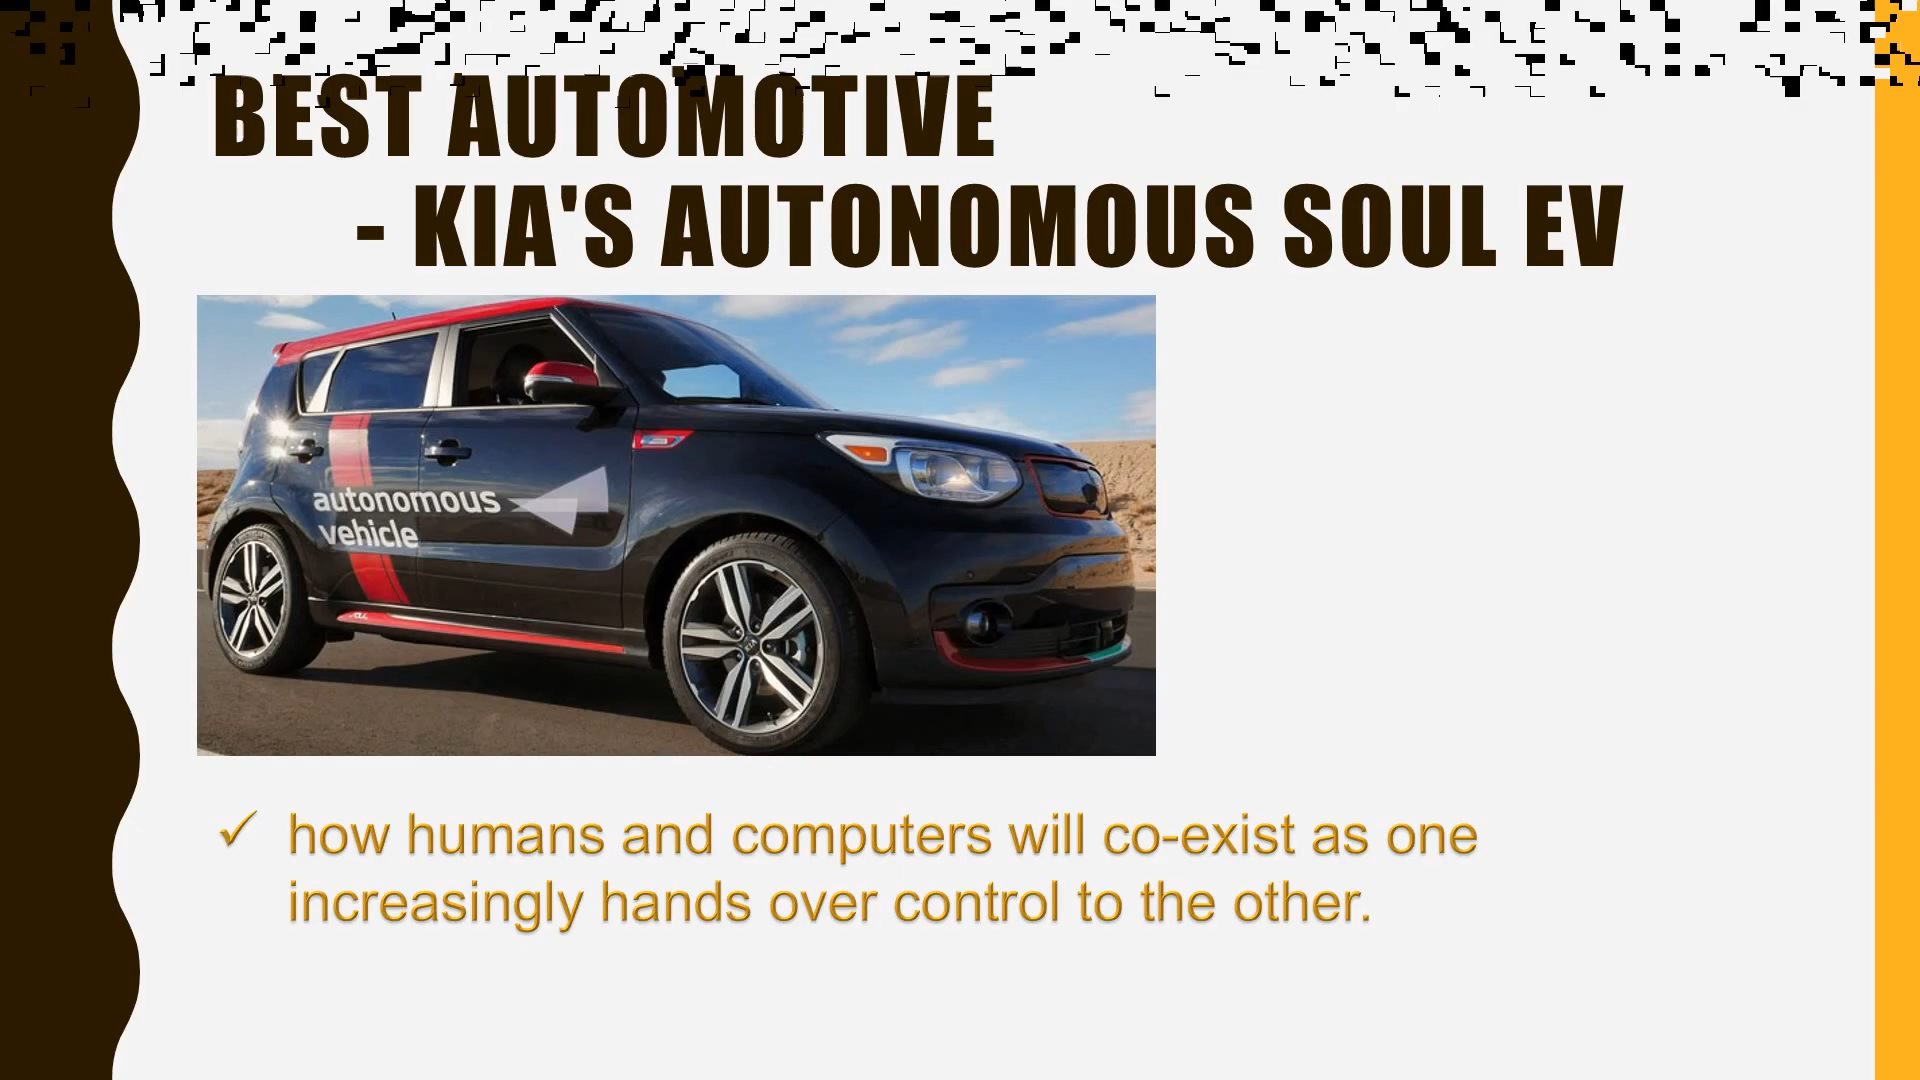 BEST AUTOMOTIVE
- KIA'S AUTONOMOUS SOUL EV
autonomous
vehicle
✓ how humans and computers will co-exist as one
increasingly hands over control to the other.